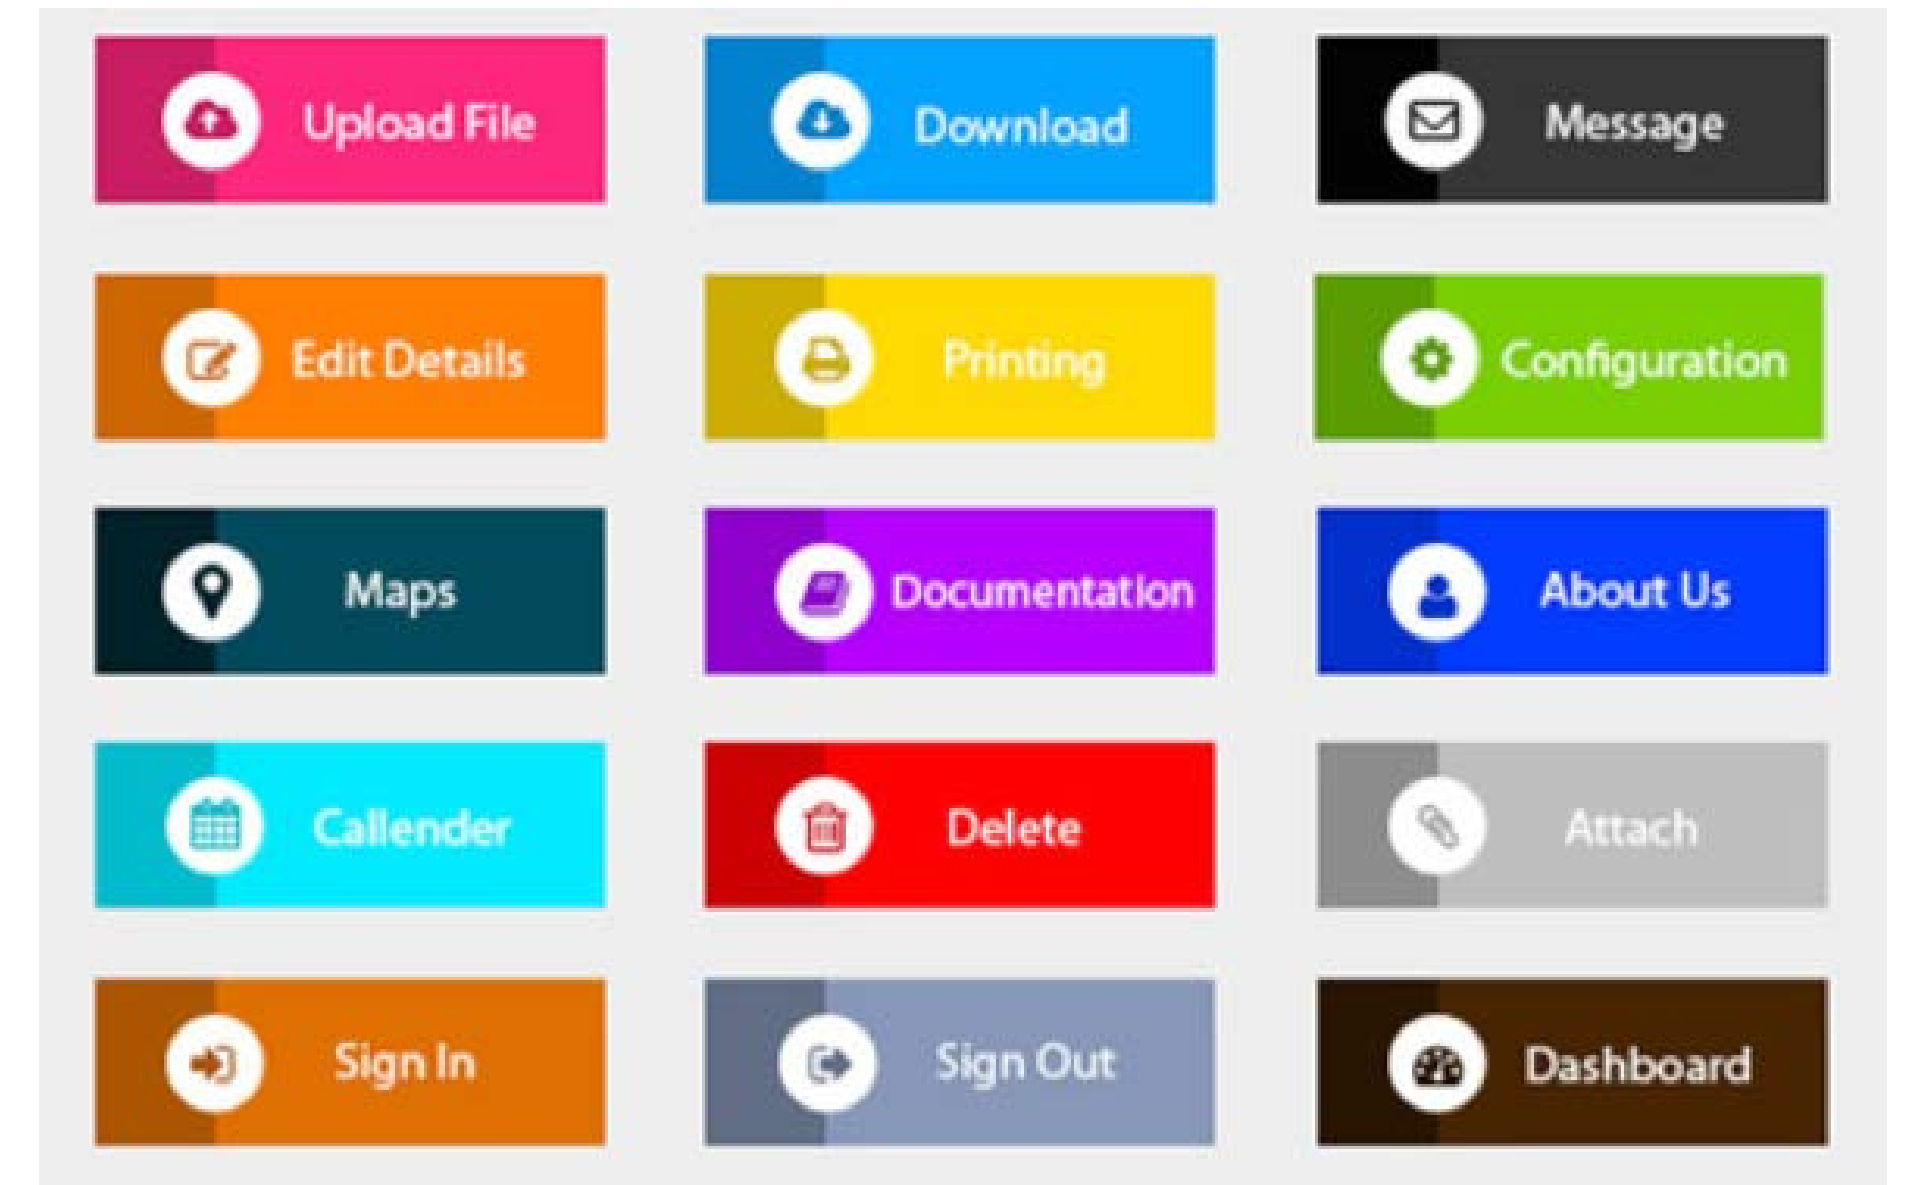 Upload File
Download
Message
Edit Details
Printing
Configuration
Maps
Documentation
About Us
Callender
Delete
Attach
Sign In
Sign Out
Dashboard